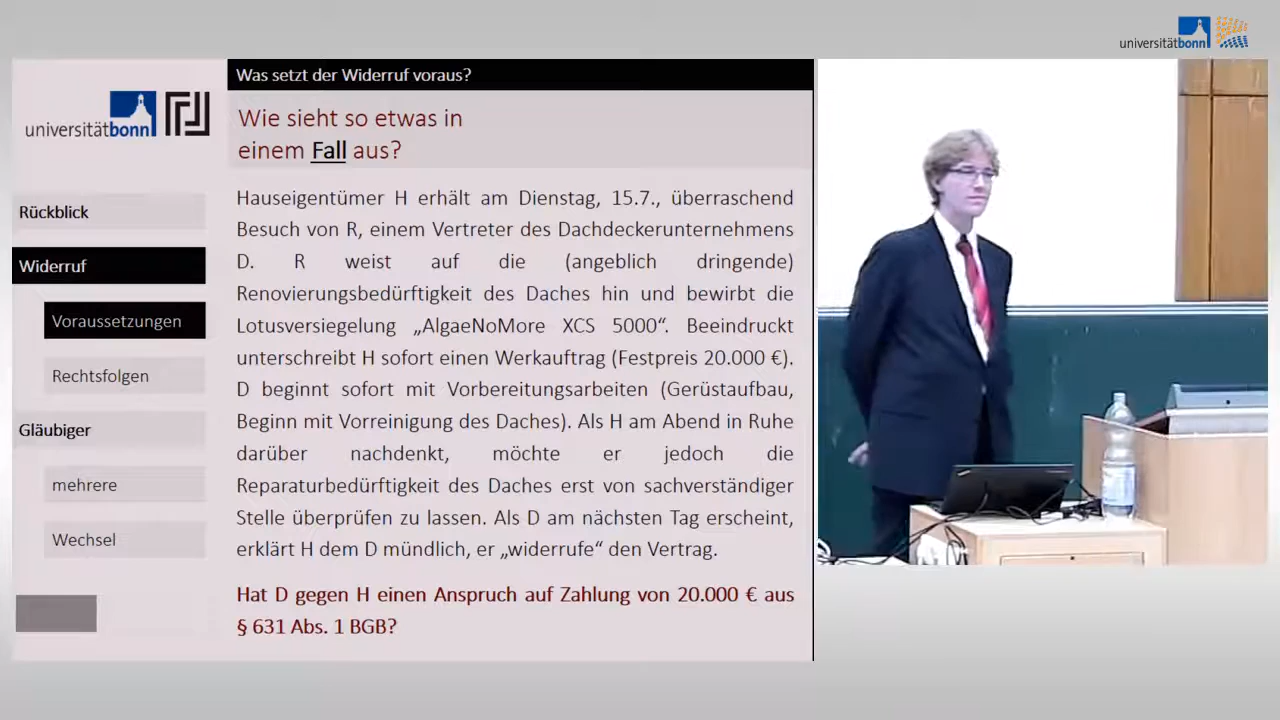 universitätbonn
Was setzt der Widerruf voraus?
universitätbonn
Wie sieht so etwas in
einem Fall aus?
Rückblick
Widerruf
Voraussetzungen
Rechtsfolgen
Gläubiger
mehrere
Wechsel
Hauseigentümer H erhält am Dienstag, 15.7., überraschend
Besuch von R, einem Vertreter des Dachdeckerunternehmens
D. R weist auf die (angeblich dringende)
Renovierungsbedürftigkeit des Daches hin und bewirbt die
Lotusversiegelung „AlgaeNoMore XCS 5000“. Beeindruckt
unterschreibt H sofort einen Werkauftrag (Festpreis 20.000 €).
D beginnt sofort mit Vorbereitungsarbeiten (Gerüstaufbau,
Beginn mit Vorreinigung des Daches). Als H am Abend in Ruhe
darüber nachdenkt, möchte er jedoch die
Reparaturbedürftigkeit des Daches erst von sachverständiger
Stelle überprüfen zu lassen. Als D am nächsten Tag erscheint,
erklärt H dem D mündlich, er „widerrufe“ den Vertrag.
Hat D gegen H einen Anspruch auf Zahlung von 20.000 € aus
§ 631 Abs. 1 BGB?